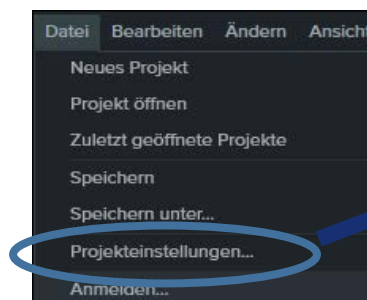 Datei Bearbeiten Ändern Ansicht
Neues Projekt
Projekt öffnen
Zuletzt geöffnete Projekte
Speichern
Speichern unter...
Projekteinstellungen...
Anmelden...